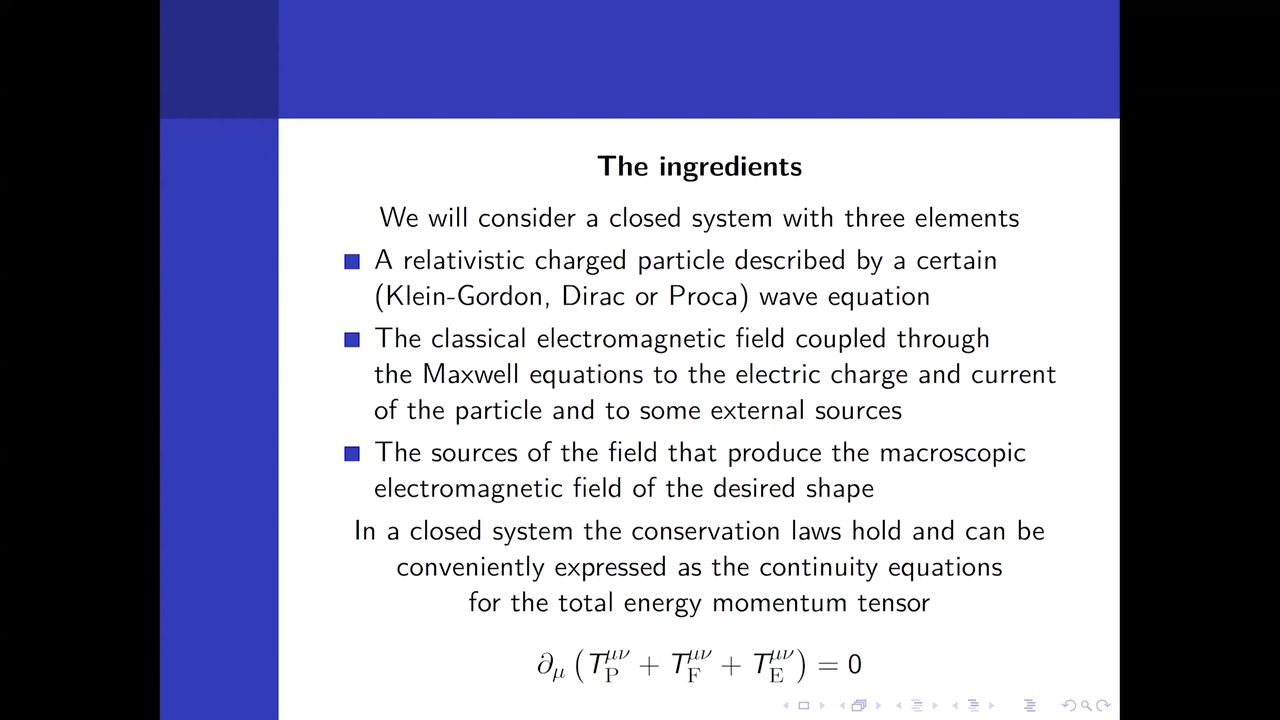 The ingredients
We will consider a closed system with three elements
A relativistic charged particle described by a certain
(Klein-Gordon, Dirac or Proca) wave equation
The classical electromagnetic field coupled through
the Maxwell equations to the electric charge and current
of the particle and to some external sources
The sources of the field that produce the macroscopic
electromagnetic field of the desired shape
In a closed system the conservation laws hold and can be
conveniently expressed as the continuity equations
for the total energy momentum tensor
∂_μ (T_P^{μν} + T_F^{μν} + T_E^{μν}) = 0